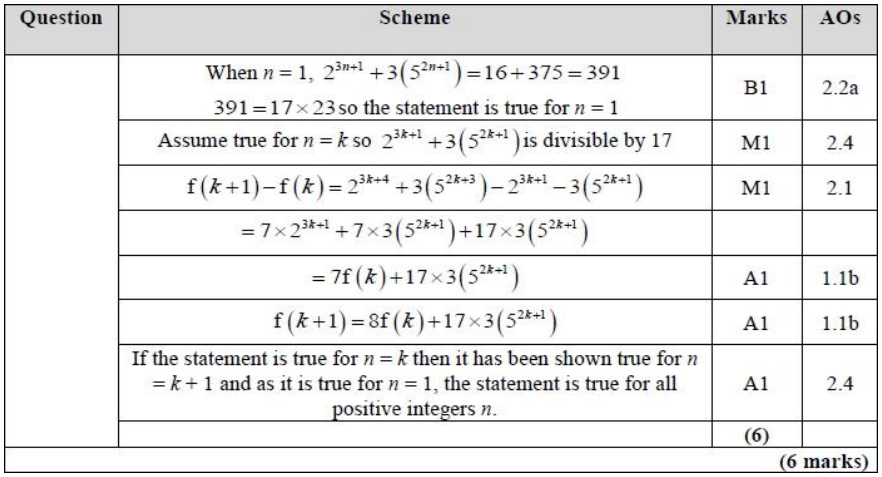 Question Scheme Marks AOs
When n = 1, 2^{3n+1} + 3(5^{2n+1}) = 16 + 375 = 391
391 = 17 × 23 so the statement is true for n = 1 B1 2.2a
Assume true for n = k so 2^{3k+1} + 3(5^{2k+1}) is divisible by 17 M1 2.4
f(k+1) – f(k) = 2^{3k+4} + 3(5^{2k+3}) – 2^{3k+1} – 3(5^{2k+1}) M1 2.1
= 7 × 2^{3k+1} + 7 × 3(5^{2k+1}) + 17 × 3(5^{2k+1})
= 7f(k) + 17 × 3(5^{2k+1}) A1 1.1b
f(k+1) = 8f(k) + 17 × 3(5^{2k+1}) A1 1.1b
If the statement is true for n = k then it has been shown true for n
= k + 1 and as it is true for n = 1, the statement is true for all A1 2.4
positive integers n.
(6)
(6 marks)